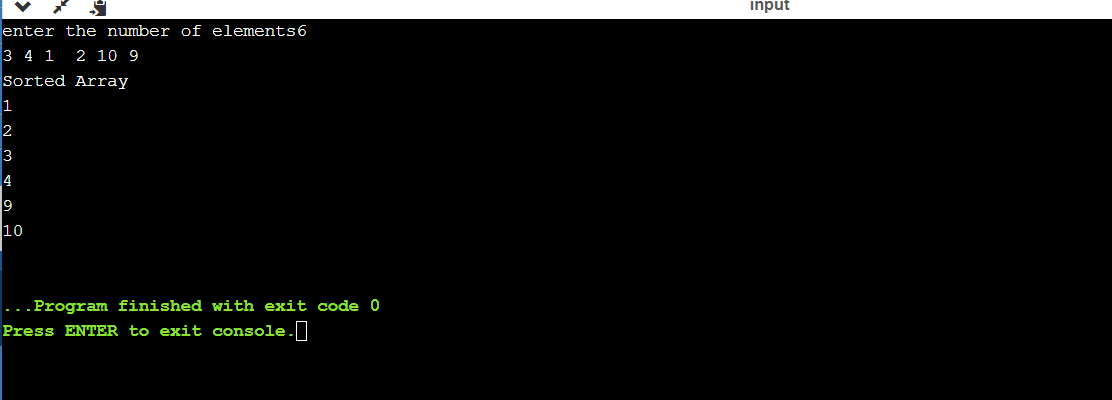 input
enter the number of elements6
3 4 1  2 10 9
Sorted Array
1
2
3
4
9
10
...Program finished with exit code 0
Press ENTER to exit console.